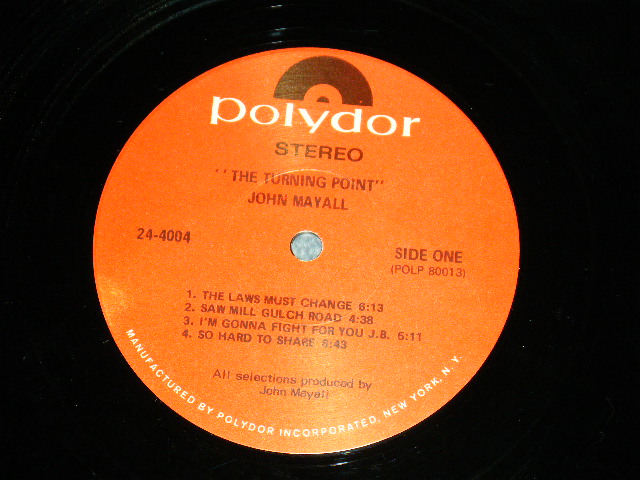 polydor
STEREO
''THE TURNING POINT''
JOHN MAYALL
24-4004
SIDE ONE
(POLP 80013)
1. THE LAWS MUST CHANGE 6:13
2. SAW MILL GULCH ROAD 4:38
3. I'M GONNA FIGHT FOR YOU J.B. 5:11
4. SO HARD TO SHARE 6:43
All selections produced by
John Mayall
MANUFACTURED BY POLYDOR INCORPORATED, NEW YORK, N.Y.